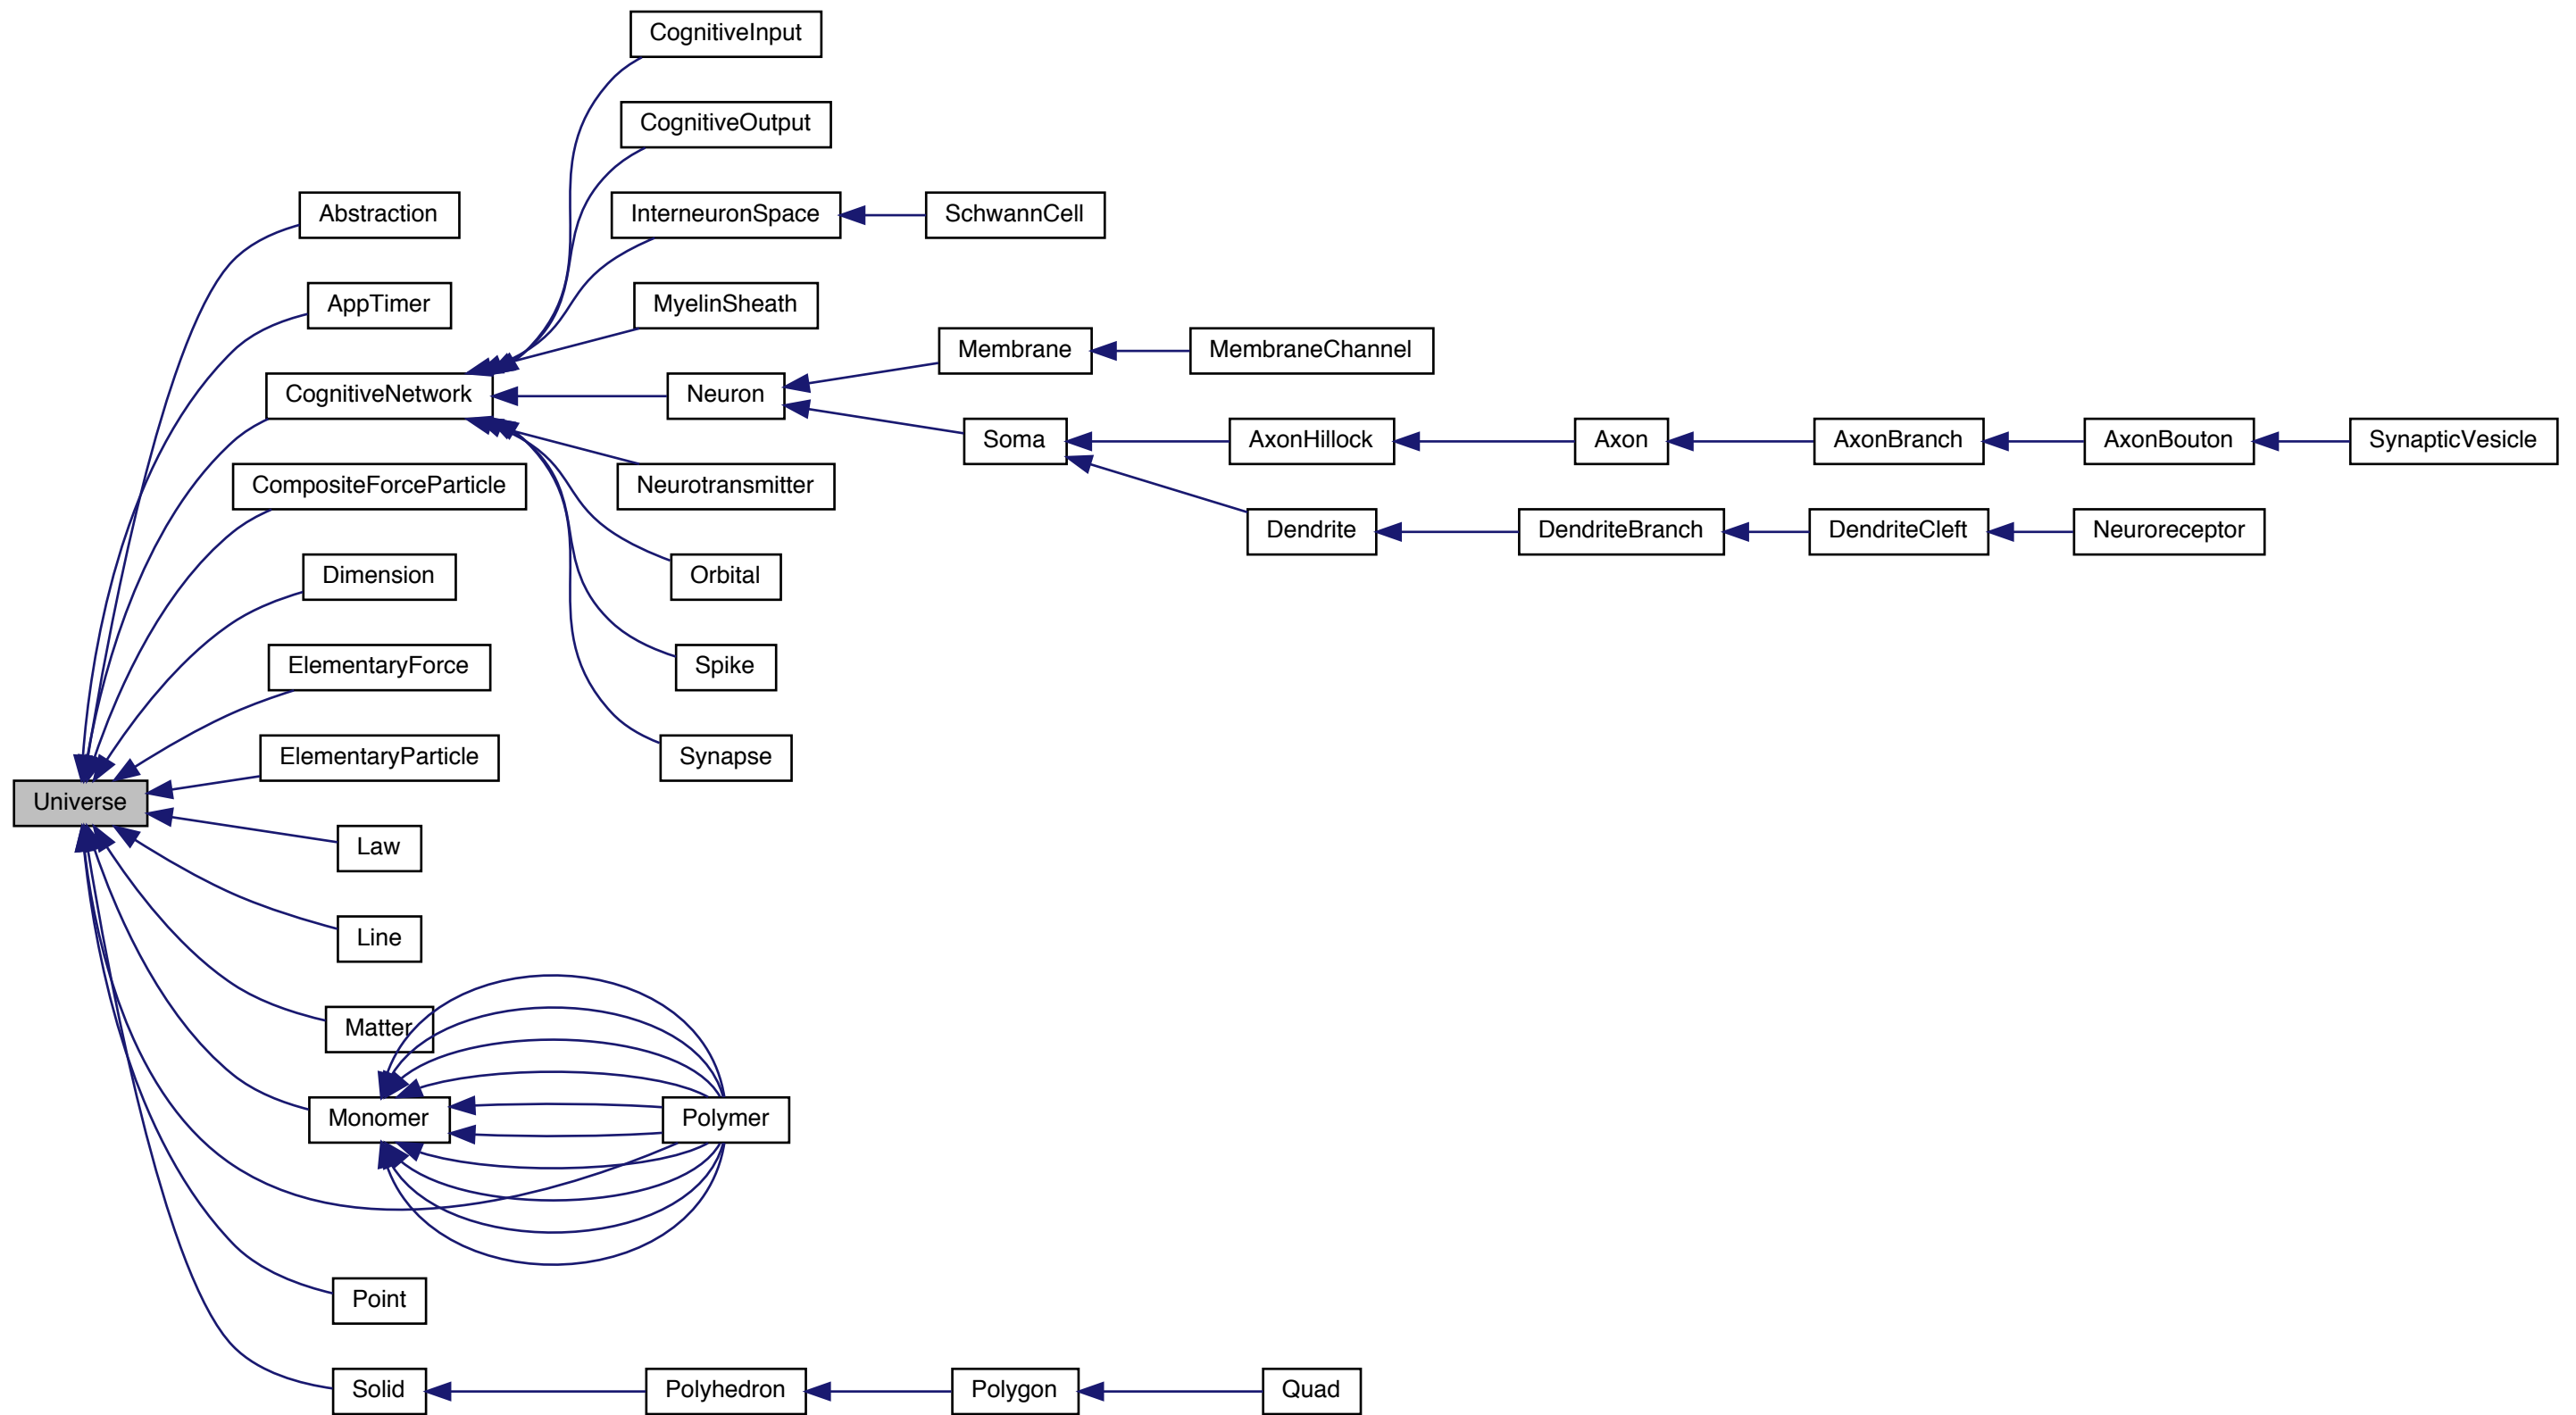 CognitiveInput
CognitiveOutput
Abstraction
InterneuronSpace
SchwannCell
AppTimer
MyelinSheath
Membrane
MembraneChannel
CognitiveNetwork
Neuron
Soma
AxonHillock
Axon
AxonBranch
AxonBouton
SynapticVesicle
CompositeForceParticle
Neurotransmitter
Dendrite
DendriteBranch
DendriteCleft
Neuroreceptor
Dimension
Orbital
ElementaryForce
Spike
ElementaryParticle
Synapse
Universe
Law
Line
Matter
Monomer
Polymer
Point
Solid
Polyhedron
Polygon
Quad